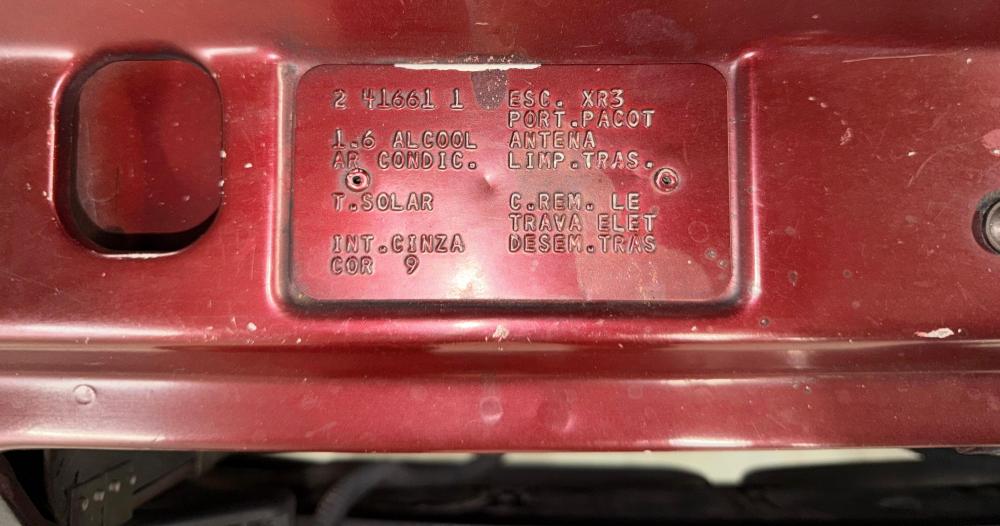 2 41661 1 ESC. XR3
PORT.PACOT
1.6 ALCOOL ANTENA
AR CONDIC. LIMP.TRAS.
T.SOLAR C.REM. LE
TRAVA ELET
INT.CINZA DESEM.TRAS
COR 9